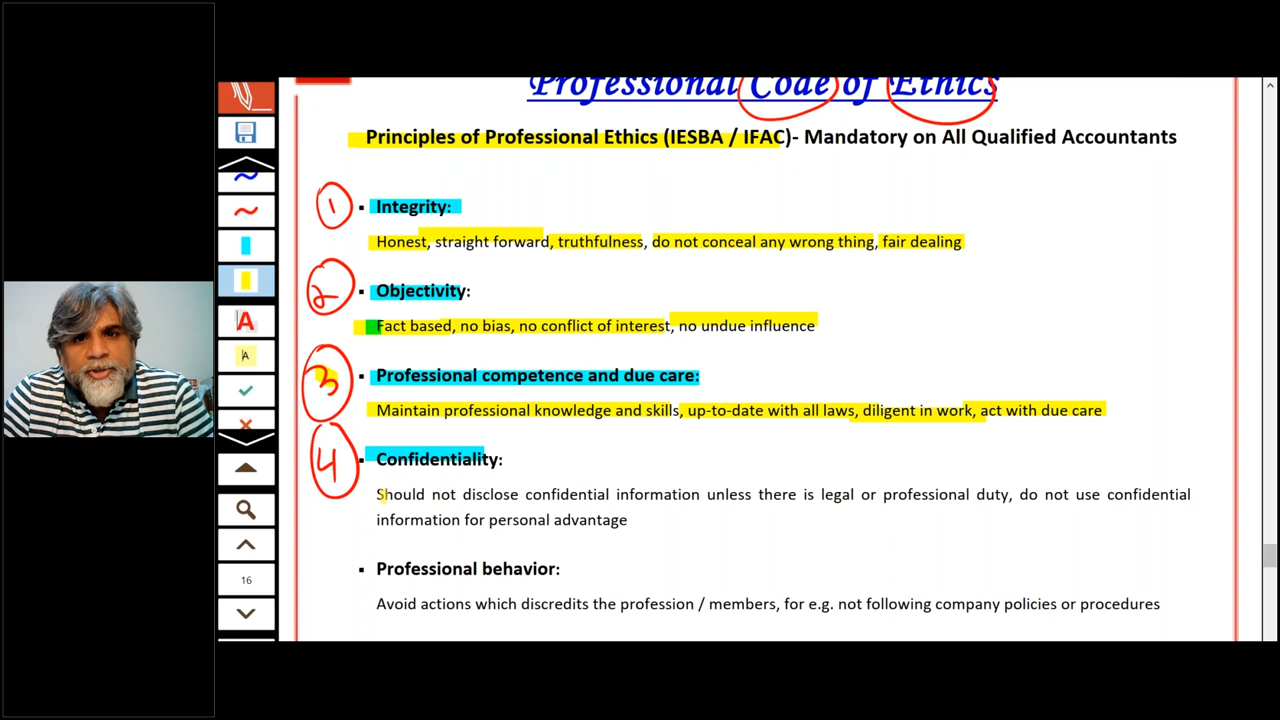 Professional Code of Ethics
Principles of Professional Ethics (IESBA / IFAC)- Mandatory on All Qualified Accountants
1
▪ Integrity:
Honest, straight forward, truthfulness, do not conceal any wrong thing, fair dealing
2
▪ Objectivity:
Fact based, no bias, no conflict of interest, no undue influence
3
▪ Professional competence and due care:
Maintain professional knowledge and skills, up-to-date with all laws, diligent in work, act with due care
4
▪ Confidentiality:
Should not disclose confidential information unless there is legal or professional duty, do not use confidential
information for personal advantage
▪ Professional behavior:
Avoid actions which discredits the profession / members, for e.g. not following company policies or procedures
A
A
16